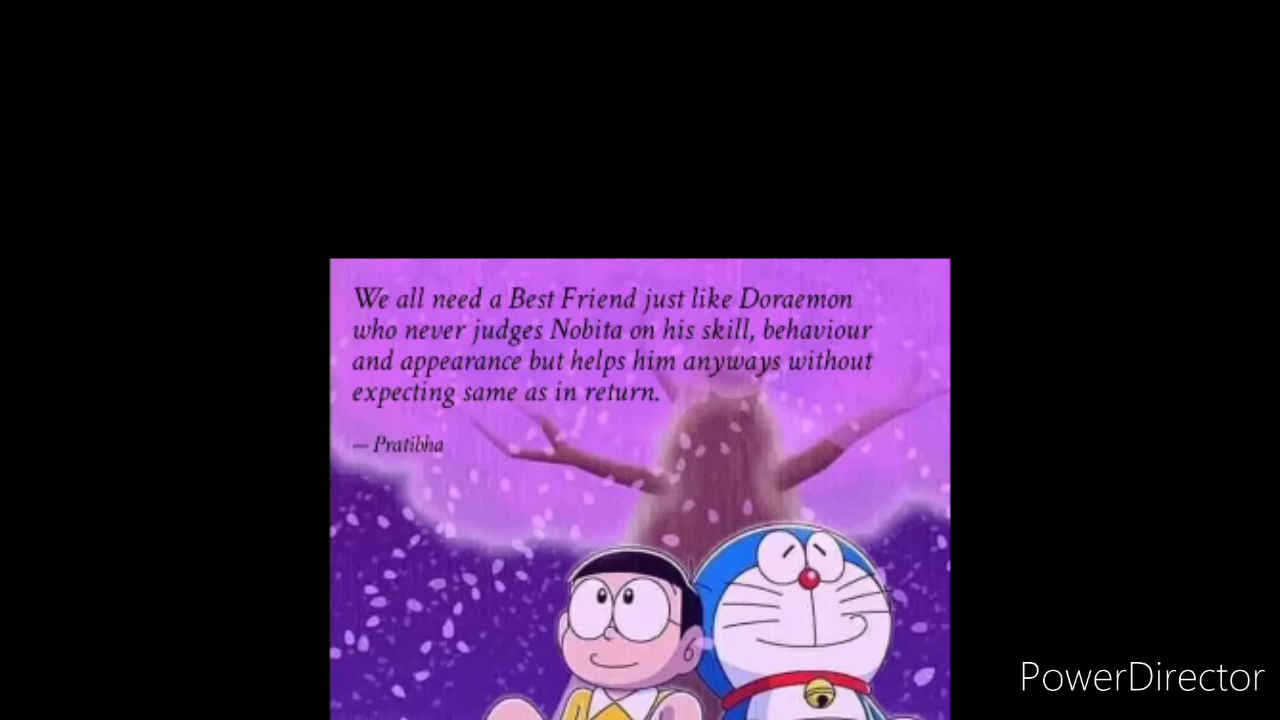 We all need a Best Friend just like Doraemon
who never judges Nobita on his skill, behaviour
and appearance but helps him anyways without
expecting same as in return.
— Pratibha
PowerDirector